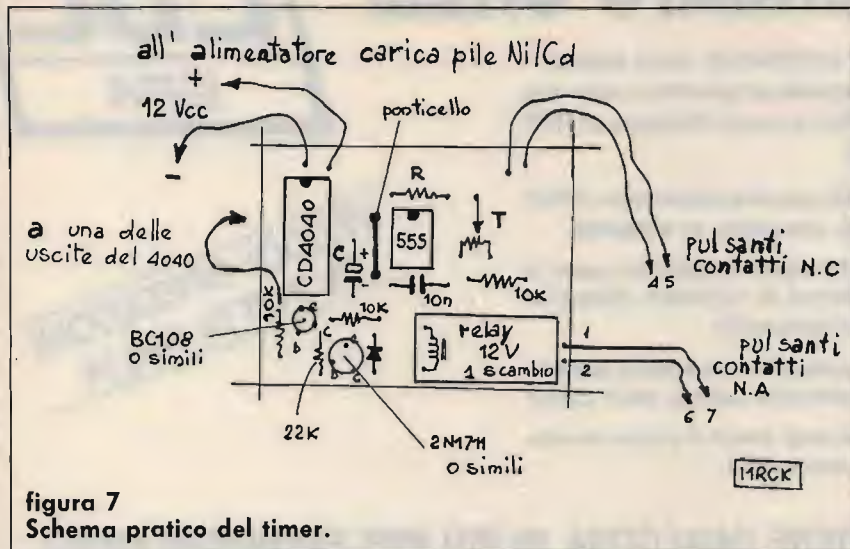 all' alimentatore carica pile Ni/Cd
+
12 Vcc
-
ponticello
a una delle
uscite del 4040
CD4040
C
+
-
R
555
T
10n
10K
10K
10K
pulsanti
contatti N.C
4 5
BC108
o simili
B
C
B
C
22K
2N1711
o simili
relay
12V
1 scambio
1
2
pulsanti
contatti
N.A
6 7
I1RCK
figura 7
Schema pratico del timer.